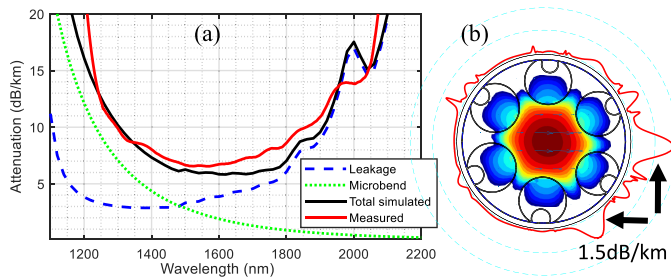 (a)
(b)
Attenuation (dB/km)
20
15
10
5
Leakage
Microbend
Total simulated
Measured
1200 1400 1600 1800 2000 2200
Wavelength (nm)
1.5dB/km